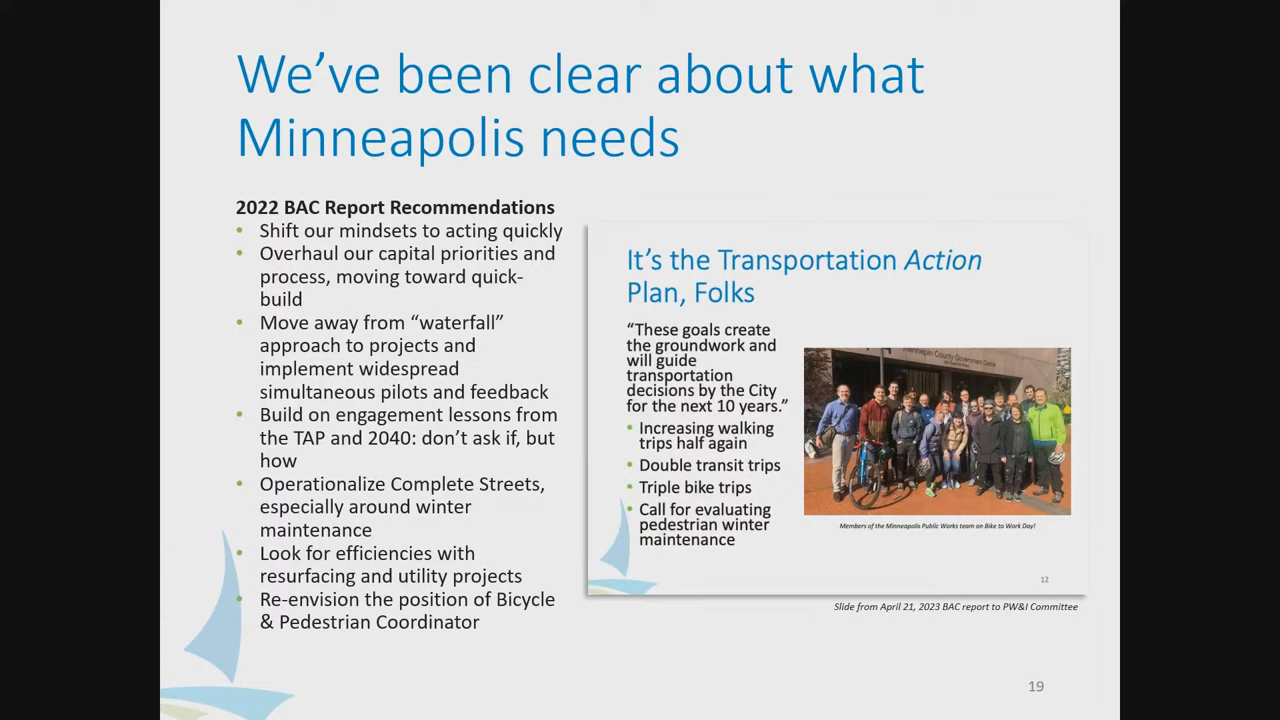 We've been clear about what
Minneapolis needs
2022 BAC Report Recommendations
• Shift our mindsets to acting quickly
• Overhaul our capital priorities and
process, moving toward quick-
build
• Move away from "waterfall"
approach to projects and
implement widespread
simultaneous pilots and feedback
• Build on engagement lessons from
the TAP and 2040: don't ask if, but
how
• Operationalize Complete Streets,
especially around winter
maintenance
• Look for efficiencies with
resurfacing and utility projects
• Re-envision the position of Bicycle
& Pedestrian Coordinator
It's the Transportation Action
Plan, Folks
"These goals create
the groundwork and
will guide
transportation
decisions by the City
for the next 10 years."
• Increasing walking
trips half again
• Double transit trips
• Triple bike trips
• Call for evaluating
pedestrian winter
maintenance
Hennepin County Government Center
Members of the Minneapolis Public Works team on Bike to Work Day!
12
Slide from April 21, 2023 BAC report to PW&I Committee
19